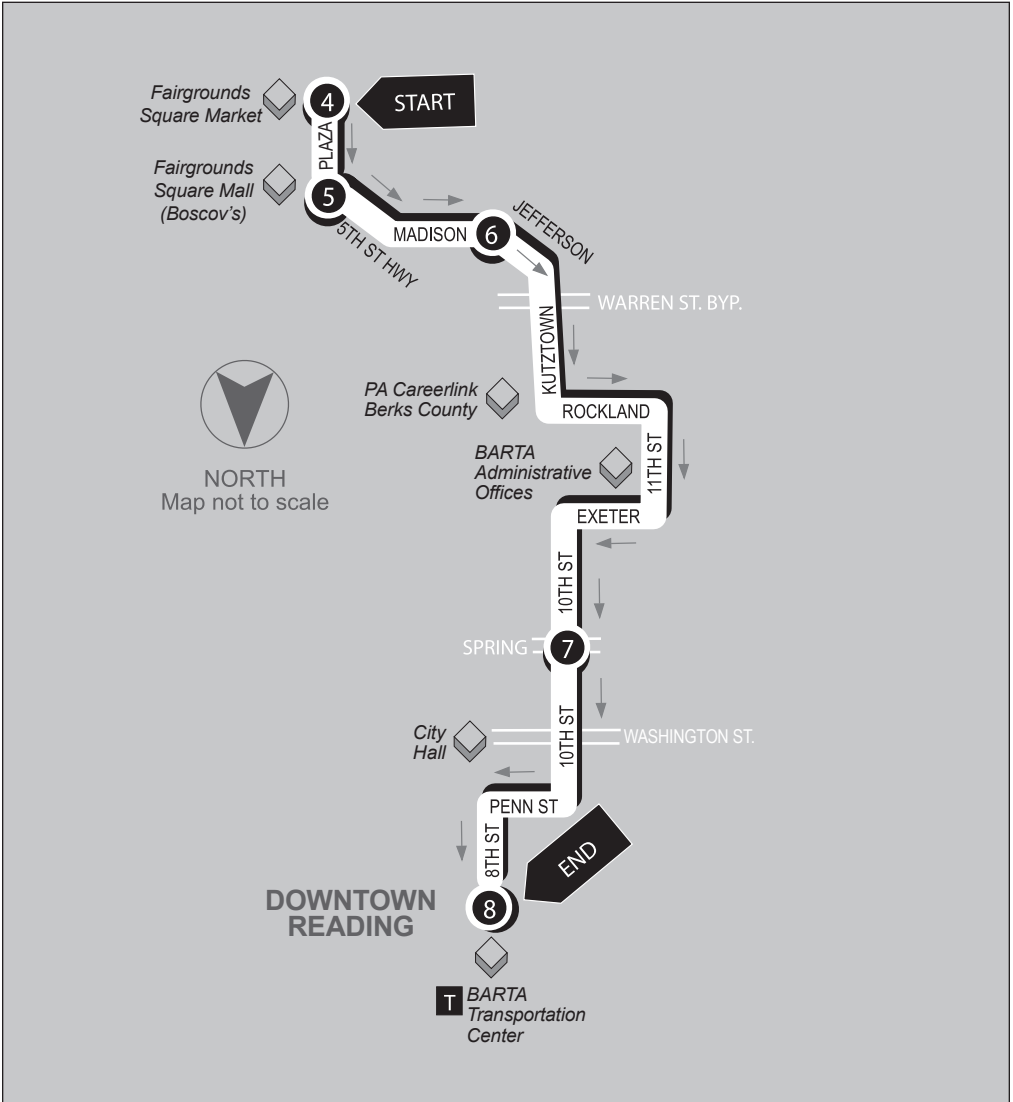 Fairgrounds
Square Market
4
START
PLAZA
Fairgrounds
Square Mall
(Boscov's)
5
5TH ST HWY
MADISON
6
JEFFERSON
WARREN ST. BYP.
KUTZTOWN
PA Careerlink
Berks County
ROCKLAND
NORTH
Map not to scale
BARTA
Administrative
Offices
11TH ST
EXETER
10TH ST
SPRING
7
10TH ST
City
Hall
WASHINGTON ST.
PENN ST
8TH ST
END
DOWNTOWN
READING
8
T BARTA
Transportation
Center